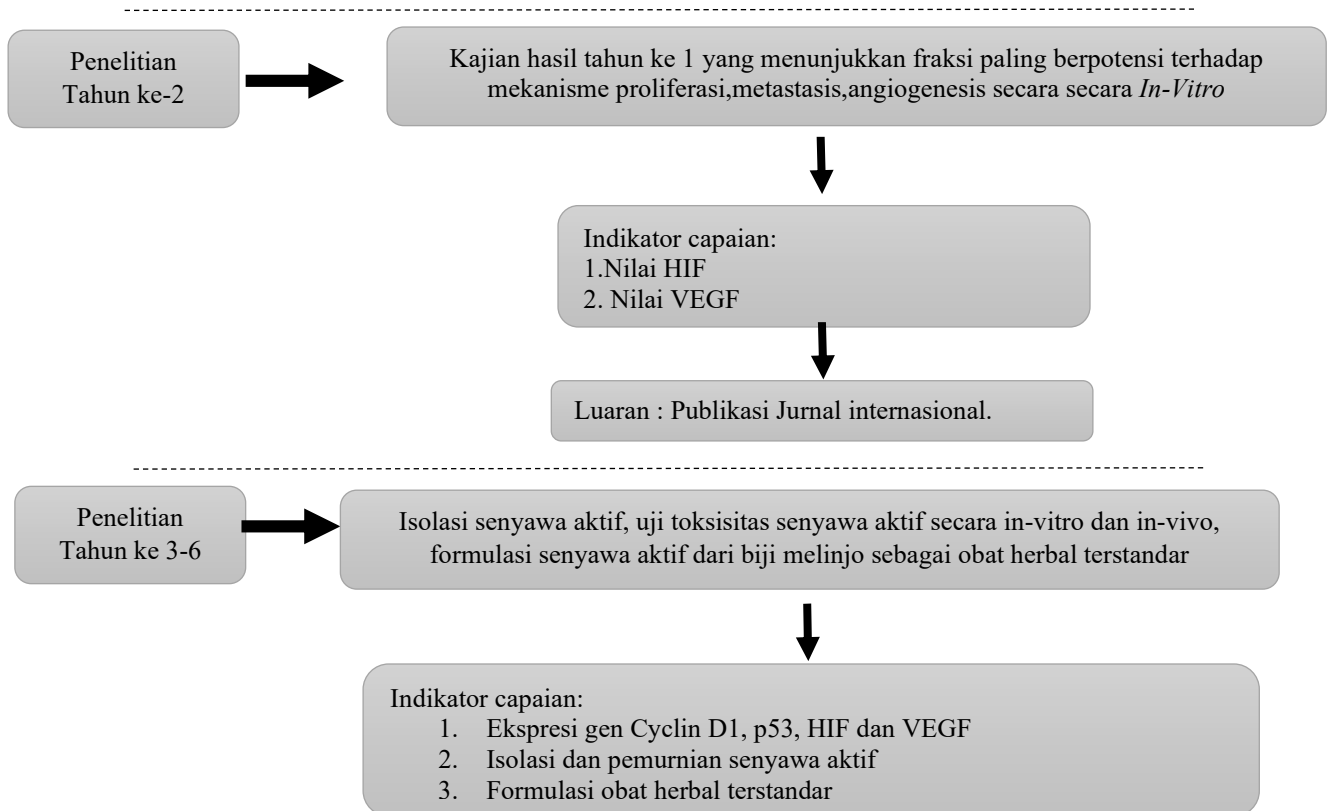 Penelitian
Tahun ke-2
Kajian hasil tahun ke 1 yang menunjukkan fraksi paling berpotensi terhadap
mekanisme proliferasi,metastasis,angiogenesis secara secara In-Vitro
Indikator capaian:
1.Nilai HIF
2. Nilai VEGF
Luaran : Publikasi Jurnal internasional.
Penelitian
Tahun ke 3-6
Isolasi senyawa aktif, uji toksisitas senyawa aktif secara in-vitro dan in-vivo,
formulasi senyawa aktif dari biji melinjo sebagai obat herbal terstandar
Indikator capaian:
1. Ekspresi gen Cyclin D1, p53, HIF dan VEGF
2. Isolasi dan pemurnian senyawa aktif
3. Formulasi obat herbal terstandar